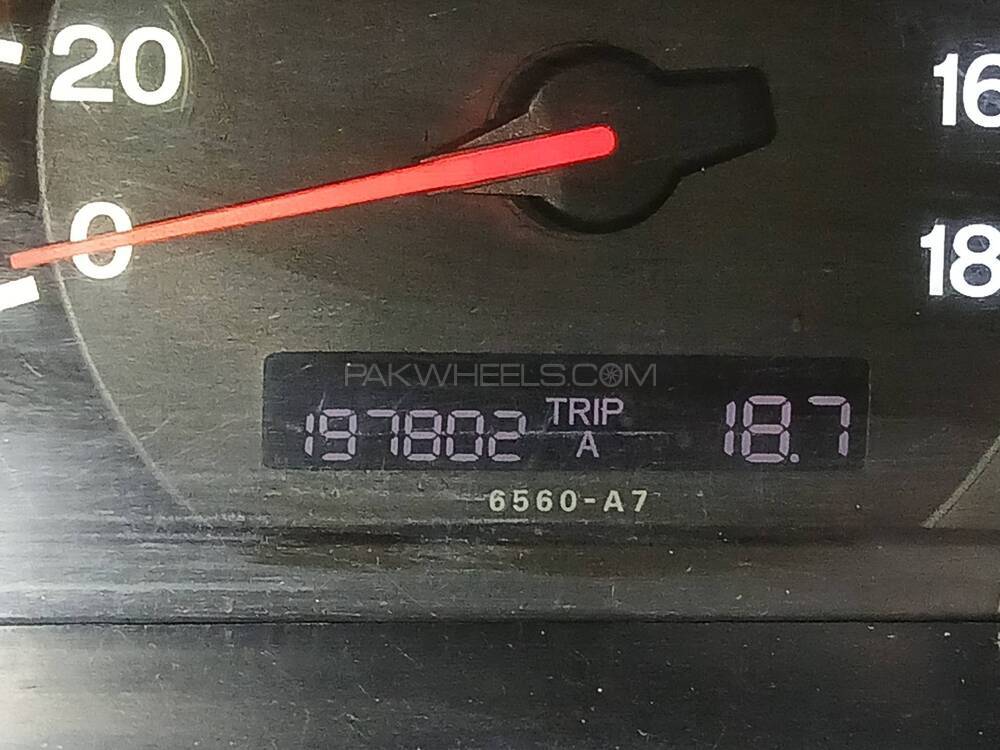 20
0
16
18
PAKWHEELS.COM
197802 TRIP A 18.7
6560-A7